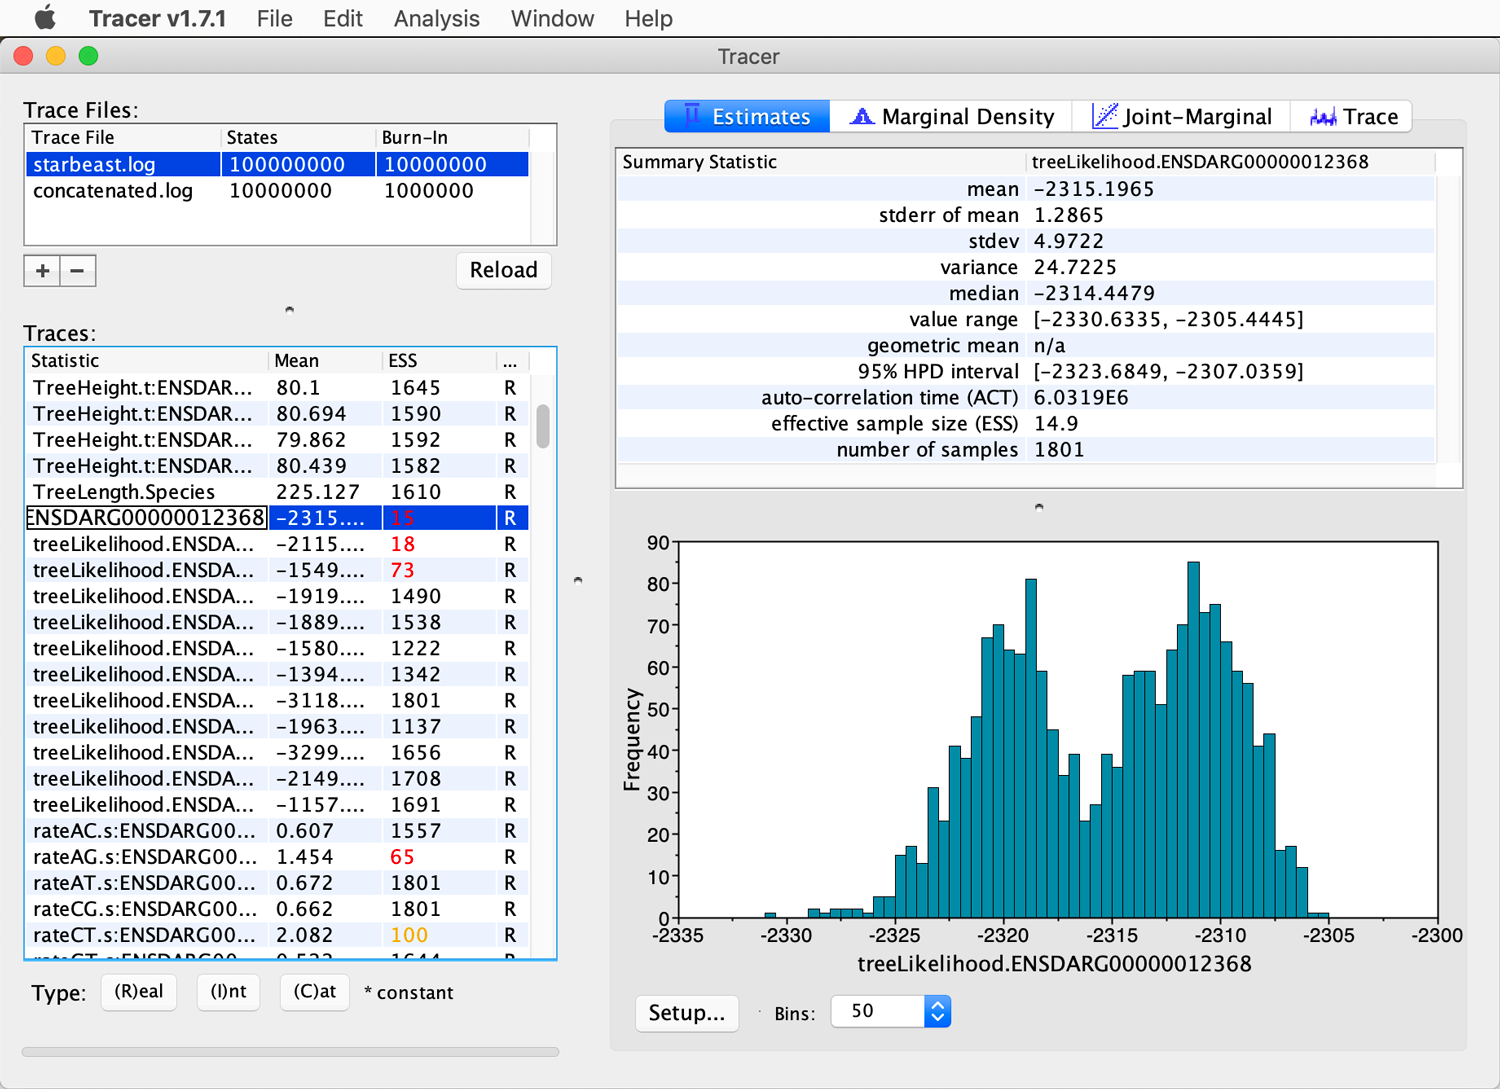 Tracer v1.7.1 File Edit Analysis Window Help
Tracer
Trace Files:
Trace File States Burn-In
starbeast.log 100000000 10000000
concatenated.log 10000000 1000000
+ −
Reload
Traces:
Statistic Mean ESS ...
TreeHeight.t:ENSDAR... 80.1 1645 R
TreeHeight.t:ENSDAR... 80.694 1590 R
TreeHeight.t:ENSDAR... 79.862 1592 R
TreeHeight.t:ENSDAR... 80.439 1582 R
TreeLength.Species 225.127 1610 R
ENSDARG00000012368 -2315.... 15 R
treeLikelihood.ENSDA... -2115.... 18 R
treeLikelihood.ENSDA... -1549.... 73 R
treeLikelihood.ENSDA... -1919.... 1490 R
treeLikelihood.ENSDA... -1889.... 1538 R
treeLikelihood.ENSDA... -1580.... 1222 R
treeLikelihood.ENSDA... -1394.... 1342 R
treeLikelihood.ENSDA... -3118.... 1801 R
treeLikelihood.ENSDA... -1963.... 1137 R
treeLikelihood.ENSDA... -3299.... 1656 R
treeLikelihood.ENSDA... -2149.... 1708 R
treeLikelihood.ENSDA... -1157.... 1691 R
rateAC.s:ENSDARG00... 0.607 1557 R
rateAG.s:ENSDARG00... 1.454 65 R
rateAT.s:ENSDARG00... 0.672 1801 R
rateCG.s:ENSDARG00... 0.662 1801 R
rateCT.s:ENSDARG00... 2.082 100 R
Type: (R)eal (I)nt (C)at * constant
Estimates Marginal Density Joint-Marginal Trace
Summary Statistic treeLikelihood.ENSDARG00000012368
mean -2315.1965
stderr of mean 1.2865
stdev 4.9722
variance 24.7225
median -2314.4479
value range [-2330.6335, -2305.4445]
geometric mean n/a
95% HPD interval [-2323.6849, -2307.0359]
auto-correlation time (ACT) 6.0319E6
effective sample size (ESS) 14.9
number of samples 1801
90
80
70
60
50
40
30
20
10
0
Frequency
-2335 -2330 -2325 -2320 -2315 -2310 -2305 -2300
treeLikelihood.ENSDARG00000012368
Setup... Bins: 50